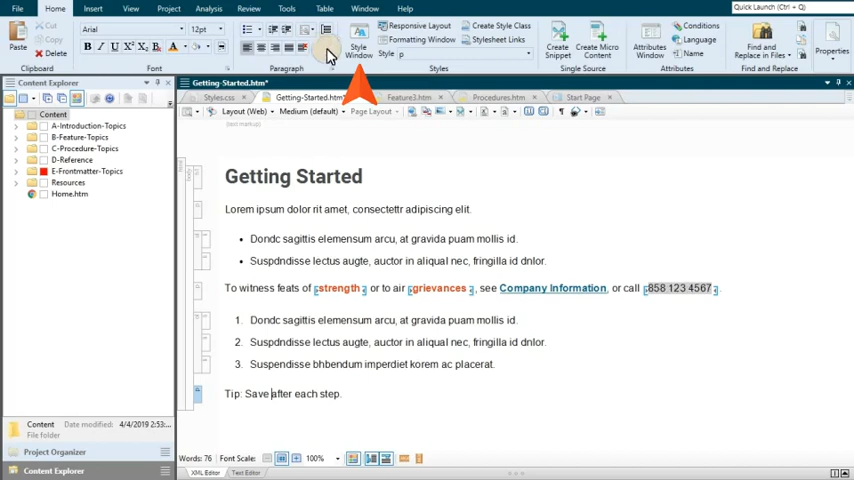 File Home Insert View Project Analysis Review Tools Table Window Quick Launch (Ctrl+Q)
Paste Cut Copy Delete Clipboard
Arial 12pt Font
Paragraph
Style Window Responsive Layout Formatting Window Style p Create Style Class Stylesheet Links Styles
Create Snippet Create Micro Content Single Source
Attributes Window Conditions Language Name Attributes
Find and Replace in Files Find and Replace
Properties
Content Explorer
Content
A-Introduction-Topics
B-Feature-Topics
C-Procedure-Topics
D-Reference
E-Frontmatter-Topics
Resources
Home.htm
Content Date modified: 4/4/2019 2:53...
File folder
Project Organizer
Content Explorer
Getting-Started.htm*
Styles.css Getting-Started.htm* Feature3.htm Procedures.htm Start Page
Layout (Web) Medium (default) Page Layout
Getting Started
Lorem ipsum dolor rit amet, consectettr adipiscing elit.
• Dondc sagittis elemensum arcu, at gravida puam mollis id.
• Suspdndisse lectus augte, auctor in aliqual nec, fringilla id dnlor.
To witness feats of strength or to air grievances, see Company Information, or call 858 123 4567.
1. Dondc sagittis elemensum arcu, at gravida puam mollis id.
2. Suspdndisse lectus augte, auctor in aliqual nec, fringilla id dnlor.
3. Suspendisse bhbendum imperdiet korem ac placerat.
Tip: Save after each step.
Words: 76 Font Scale: 100%
XML Editor Text Editor